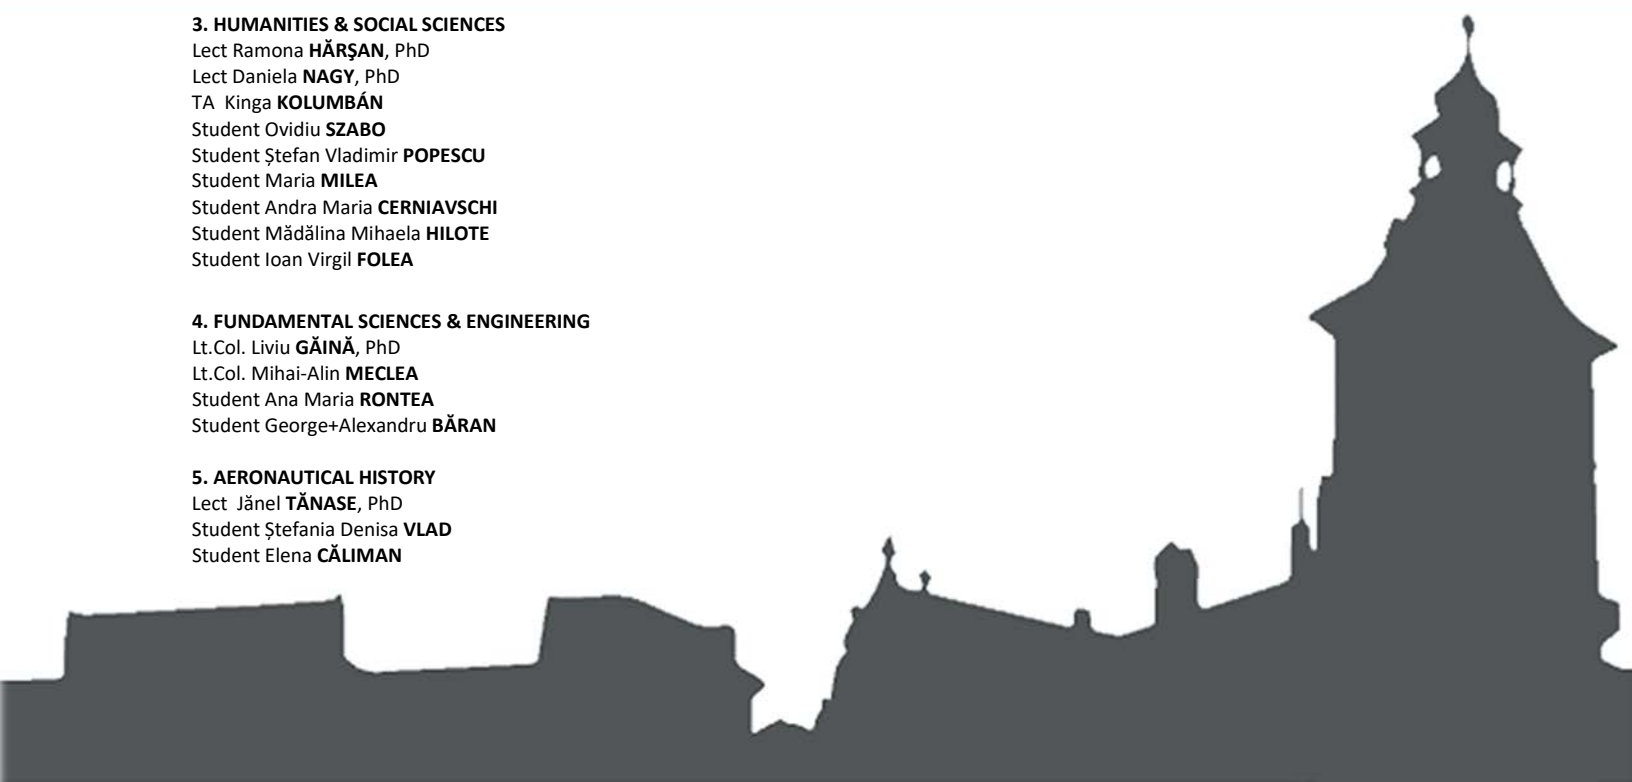 3. HUMANITIES & SOCIAL SCIENCES
Lect Ramona HĂRŞAN, PhD
Lect Daniela NAGY, PhD
TA  Kinga KOLUMBÁN
Student Ovidiu SZABO
Student Ștefan Vladimir POPESCU
Student Maria MILEA
Student Andra Maria CERNIAVSCHI
Student Mădălina Mihaela HILOTE
Student Ioan Virgil FOLEA
4. FUNDAMENTAL SCIENCES & ENGINEERING
Lt.Col. Liviu GĂINĂ, PhD
Lt.Col. Mihai-Alin MECLEA
Student Ana Maria RONTEA
Student George+Alexandru BĂRAN
5. AERONAUTICAL HISTORY
Lect  Jănel TĂNASE, PhD
Student Ștefania Denisa VLAD
Student Elena CĂLIMAN